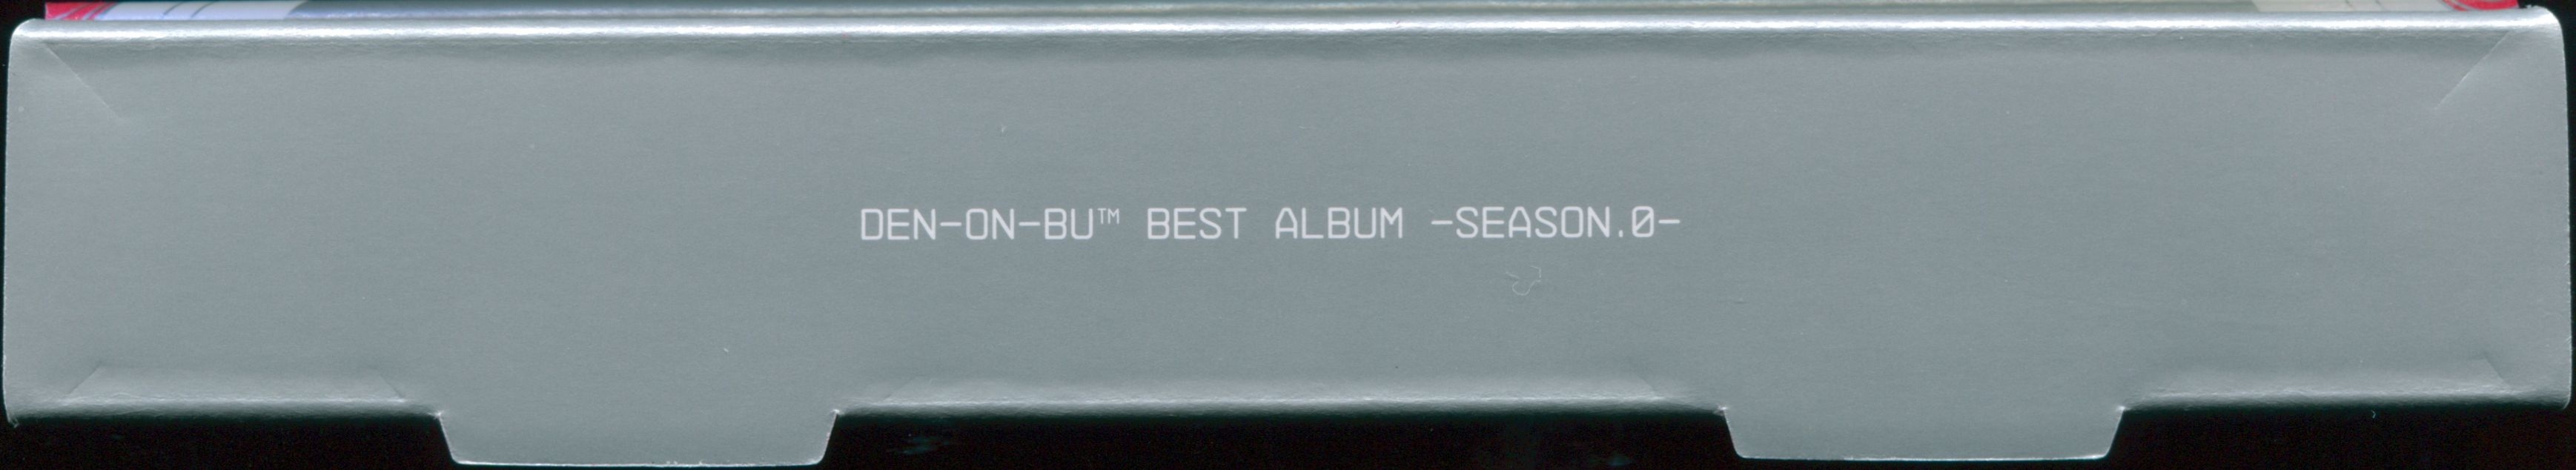 DEN-ON-BU™ BEST ALBUM -SEASON.0-